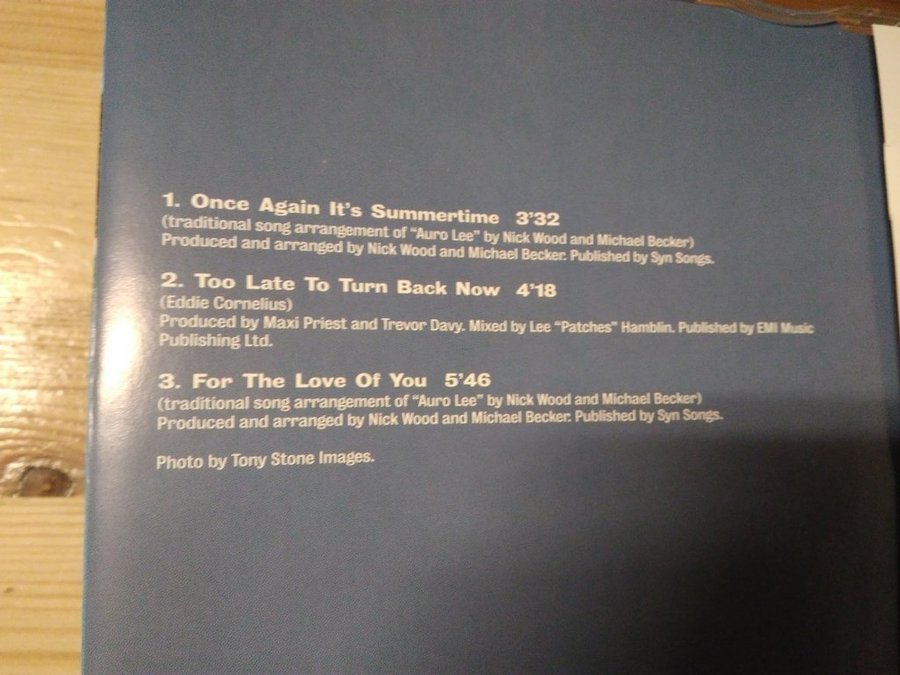 1. Once Again It's Summertime 3'32
(traditional song arrangement of "Auro Lee" by Nick Wood and Michael Becker)
Produced and arranged by Nick Wood and Michael Becker. Published by Syn Songs.
2. Too Late To Turn Back Now 4'18
(Eddie Cornelius)
Produced by Maxi Priest and Trevor Davy. Mixed by Lee "Patches" Hamblin. Published by EMI Music
Publishing Ltd.
3. For The Love Of You 5'46
(traditional song arrangement of "Auro Lee" by Nick Wood and Michael Becker)
Produced and arranged by Nick Wood and Michael Becker. Published by Syn Songs.
Photo by Tony Stone Images.